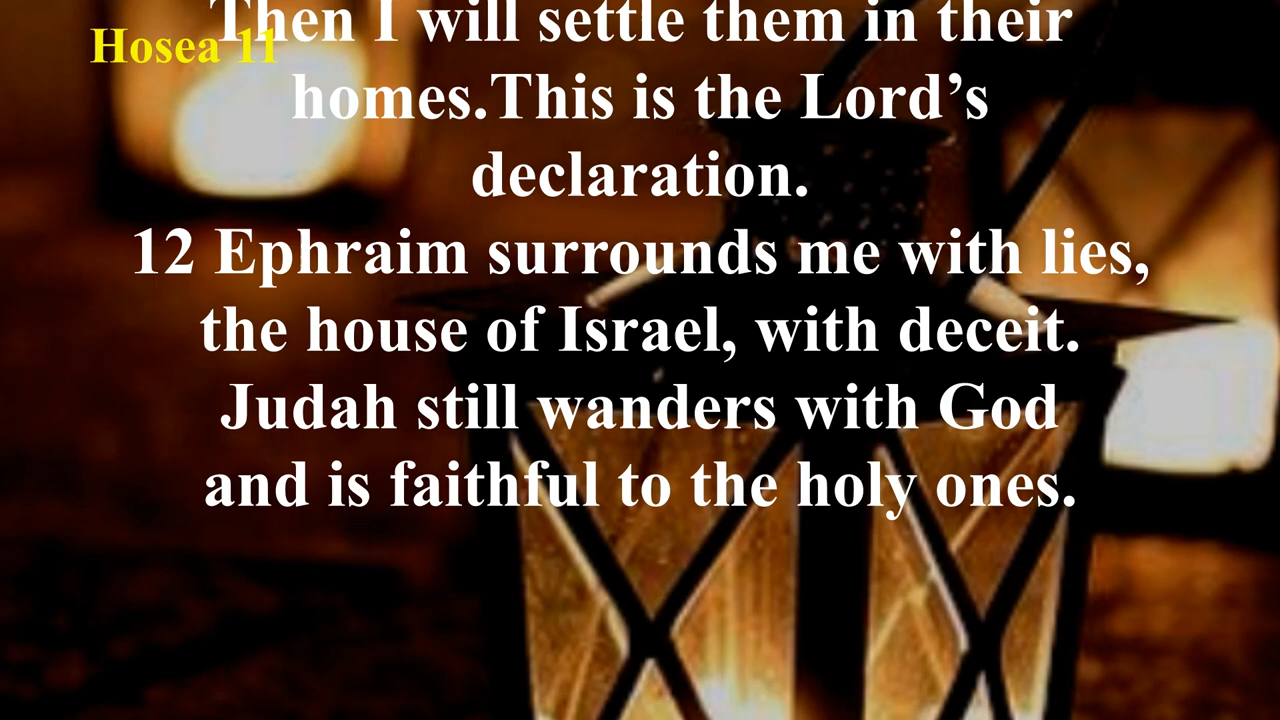 Hosea 11
Then I will settle them in their
homes.This is the Lord’s
declaration.
12 Ephraim surrounds me with lies,
the house of Israel, with deceit.
Judah still wanders with God
and is faithful to the holy ones.